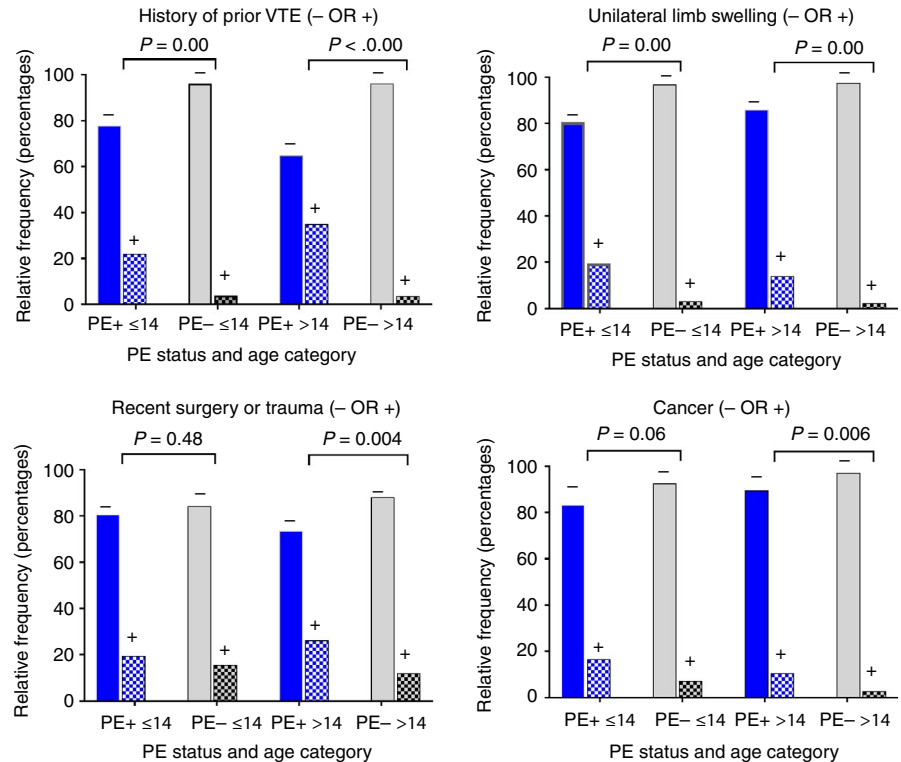 History of prior VTE (– OR +)
P = 0.00
P < .0.00
Relative frequency (percentages)
100
80
60
40
20
0
–
+
–
+
–
+
–
+
PE+ ≤14
PE– ≤14
PE+ >14
PE– >14
PE status and age category
Unilateral limb swelling (– OR +)
P = 0.00
P = 0.00
Relative frequency (percentages)
100
80
60
40
20
0
–
+
–
+
–
+
–
+
PE+ ≤14
PE– ≤14
PE+ >14
PE– >14
PE status and age category
Recent surgery or trauma (– OR +)
P = 0.48
P = 0.004
Relative frequency (percentages)
100
80
60
40
20
0
–
+
–
+
–
+
–
+
PE+ ≤14
PE– ≤14
PE+ >14
PE– >14
PE status and age category
Cancer (– OR +)
P = 0.06
P = 0.006
Relative frequency (percentages)
100
80
60
40
20
0
–
+
–
+
–
+
–
+
PE+ ≤14
PE– ≤14
PE+ >14
PE– >14
PE status and age category